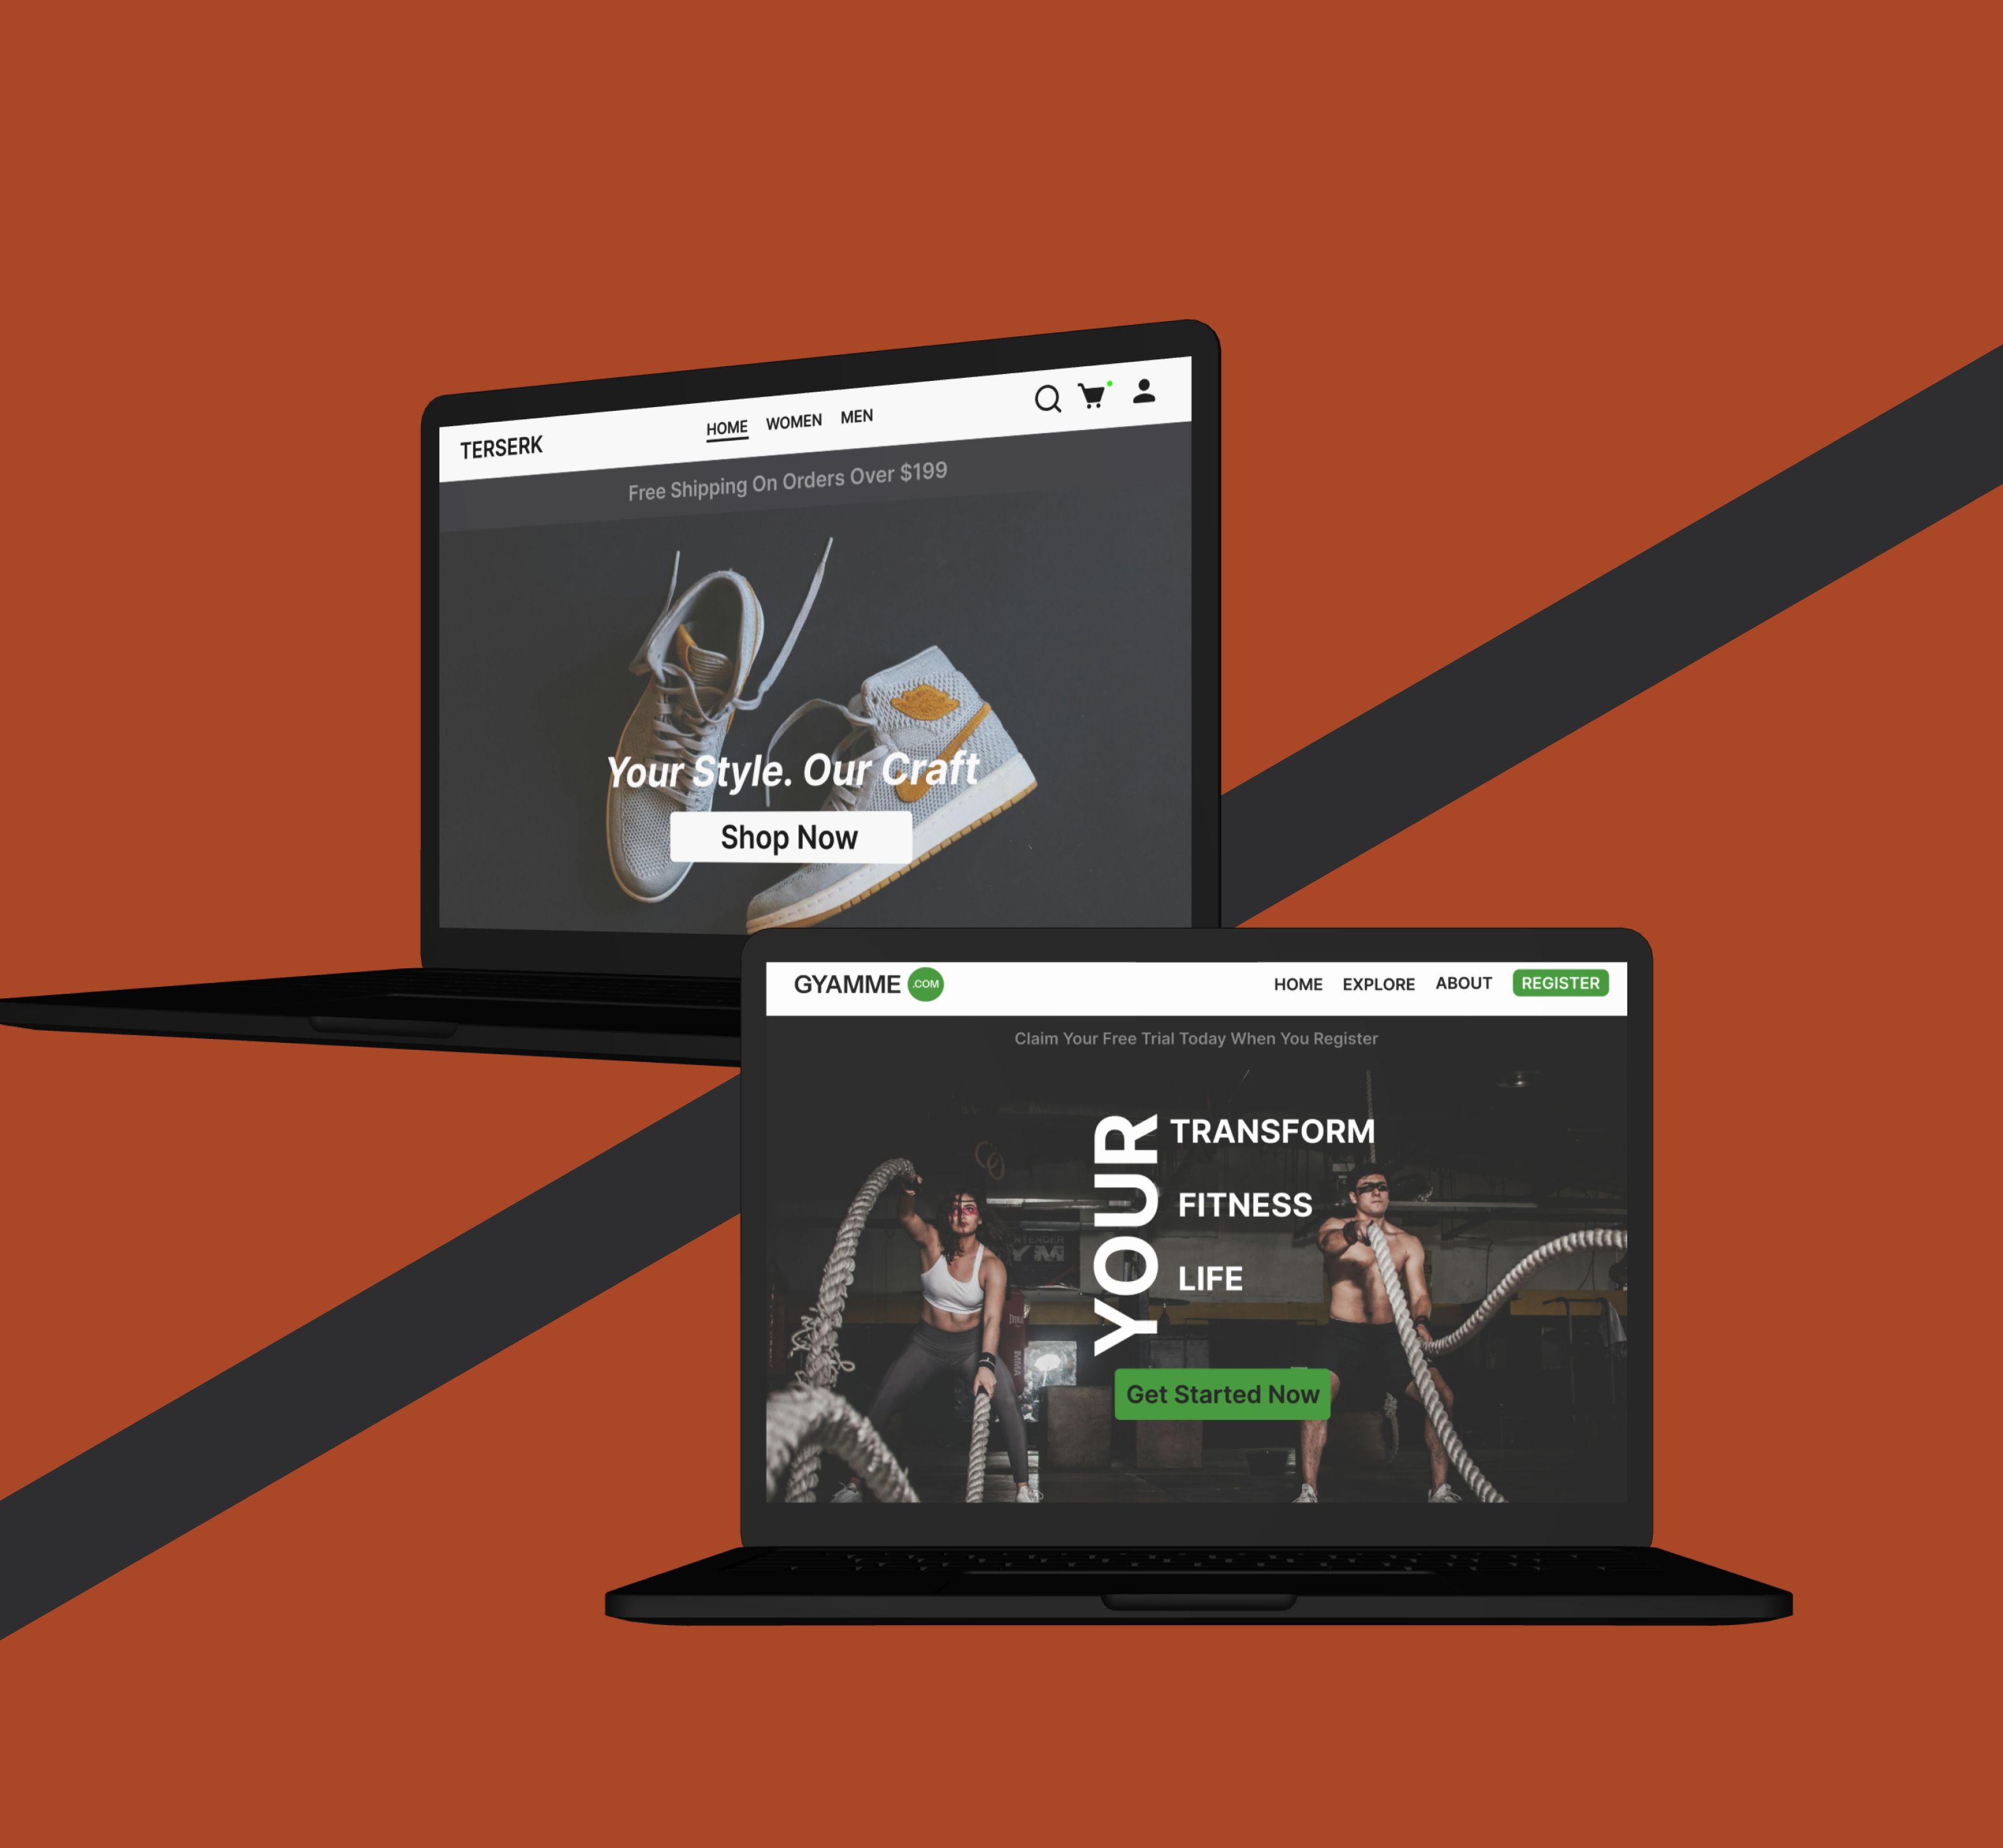 TERSERK
HOME WOMEN MEN
Free Shipping On Orders Over $199
Your Style. Our Craft
Shop Now
GYAMME .COM
HOME EXPLORE ABOUT REGISTER
Claim Your Free Trial Today When You Register
YOUR
TRANSFORM
FITNESS
LIFE
Get Started Now
MMA